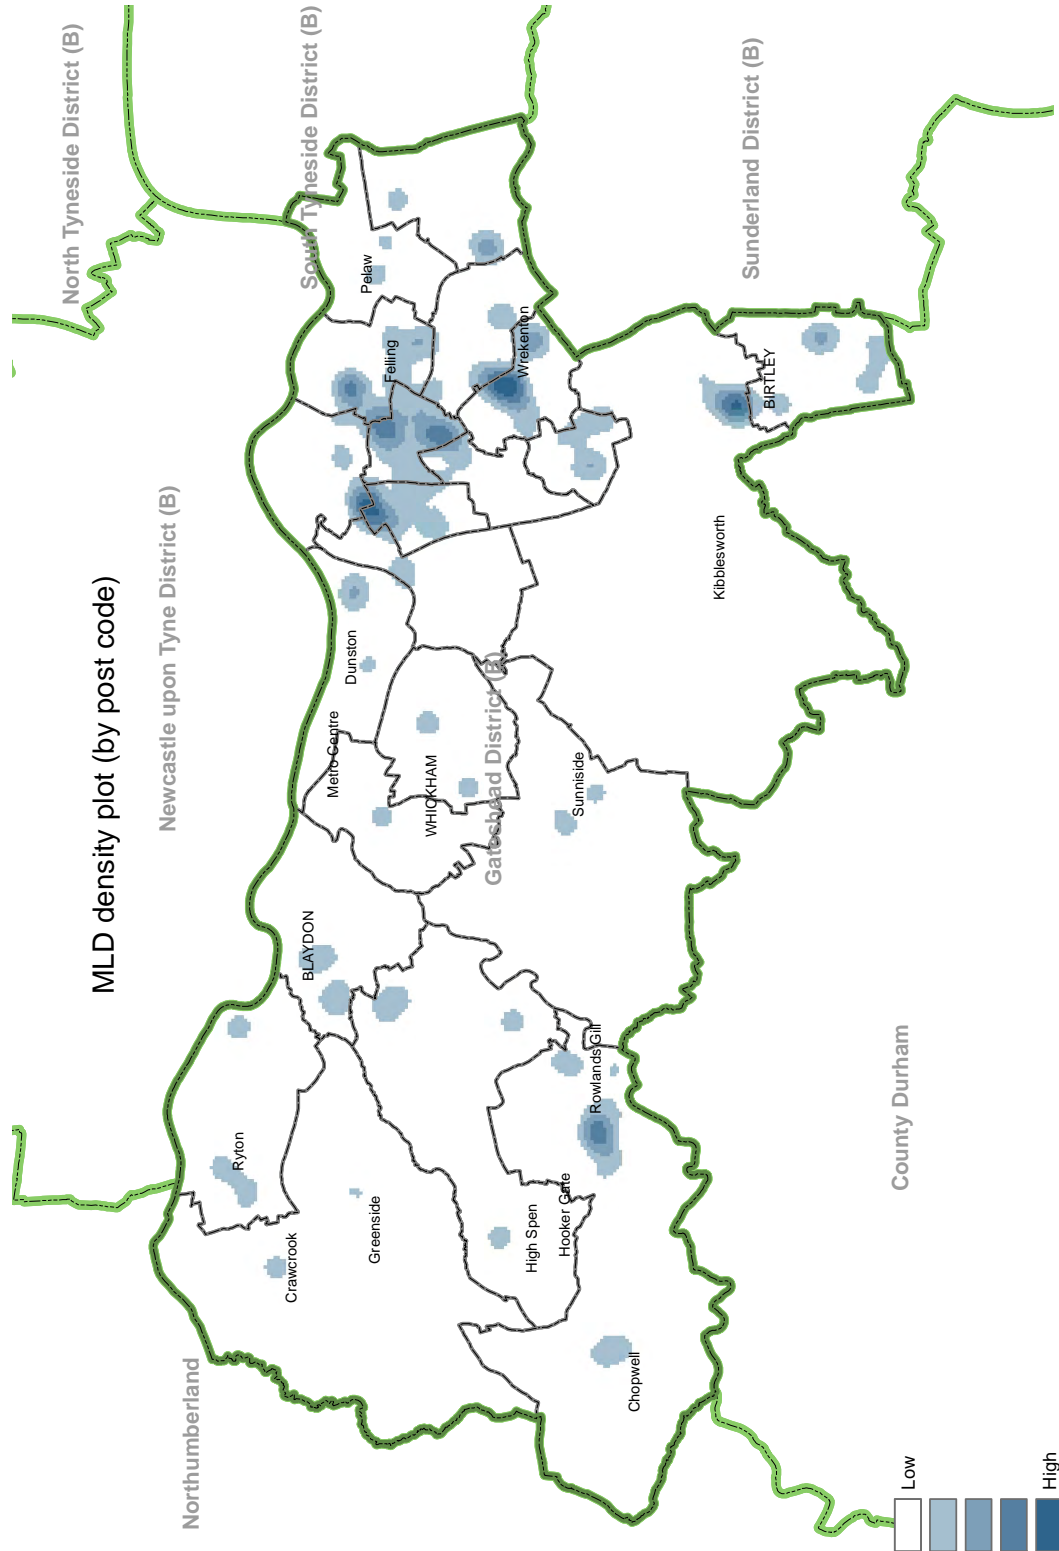 MLD density plot (by post code)
North Tyneside District (B)
South Tyneside District (B)
Newcastle upon Tyne District (B)
Sunderland District (B)
Gateshead District (B)
Northumberland
County Durham
Pelaw
Felling
Wrekenton
BIRTLEY
Kibblesworth
Dunston
Metro Centre
WHICKHAM
Sunniside
BLAYDON
Rowlands Gill
Ryton
Greenside
Crawcrook
High Spen
Hooker Gate
Chopwell
Low
High